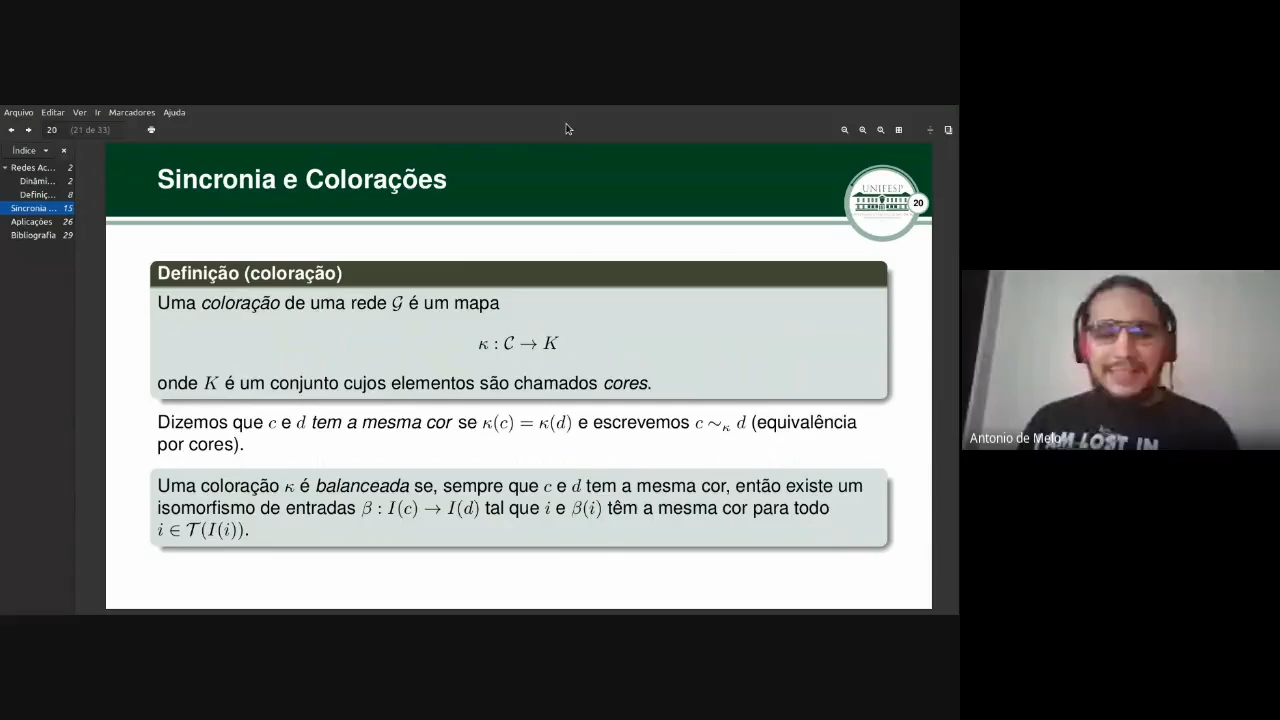 Arquivo Editar Ver Ir Marcadores Ajuda
20 (21 de 33)
Índice
Redes Ac... 2
Dinâmi... 2
Definiç... 8
Sincronia ... 15
Aplicações 26
Bibliografia 29
Sincronia e Colorações
UNIFESP
20
Definição (coloração)
Uma coloração de uma rede 𝒢 é um mapa
κ : 𝒞 → K
onde K é um conjunto cujos elementos são chamados cores.
Dizemos que c e d tem a mesma cor se κ(c) = κ(d) e escrevemos c ∼κ d (equivalência
por cores).
Uma coloração κ é balanceada se, sempre que c e d tem a mesma cor, então existe um
isomorfismo de entradas β : I(c) → I(d) tal que i e β(i) têm a mesma cor para todo
i ∈ 𝒯(I(i)).
Antonio de Melo
I AM LOST IN